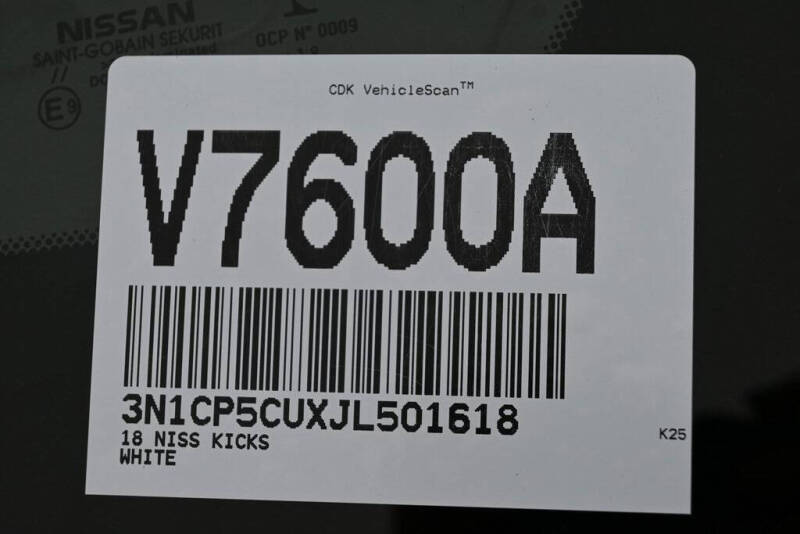 NISSAN
SAINT-GOBAIN SEKURIT
OCP N° 0009
E9
CDK VehicleScan™
V7600A
3N1CP5CUXJL501618
18 NISS KICKS
WHITE
K25